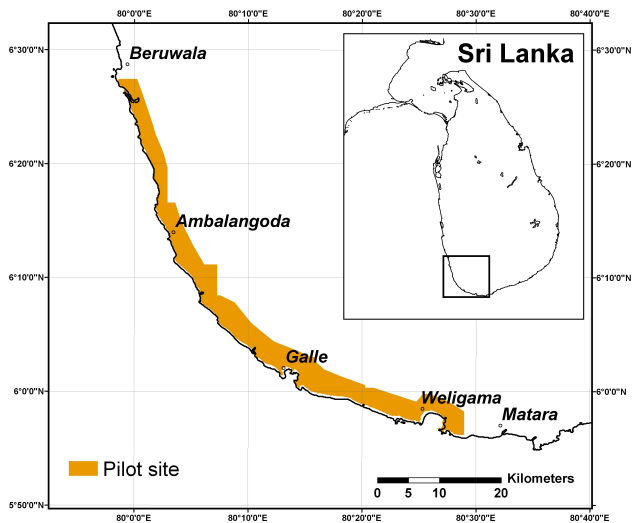 80°0'0"E 80°10'0"E 80°20'0"E 80°30'0"E 80°40'0"E
6°30'0"N 6°30'0"N
Beruwala
Sri Lanka
6°20'0"N 6°20'0"N
Ambalangoda
6°10'0"N 6°10'0"N
Galle
6°0'0"N 6°0'0"N
Weligama
Matara
Pilot site
Kilometers
0 5 10 20
5°50'0"N
80°0'0"E 80°10'0"E 80°20'0"E 80°30'0"E 80°40'0"E